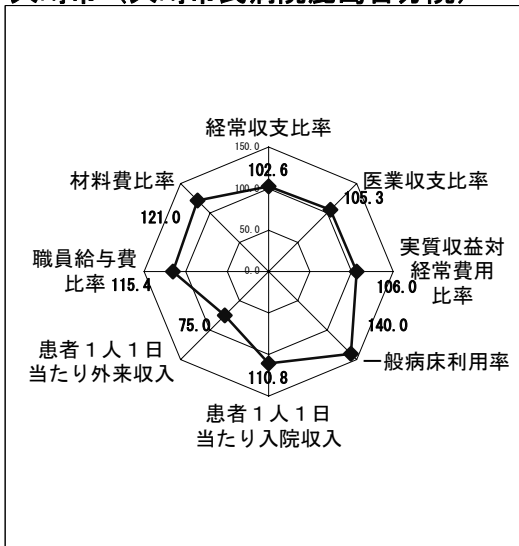 経常収支比率
150.0
102.6
100.0
50.0
0.0
医業収支比率
105.3
実質収益対
経常費用
比率
106.0
140.0
一般病床利用率
110.8
患者１人１日
当たり入院収入
75.0
患者１人１日
当たり外来収入
職員給与費
比率
115.4
材料費比率
121.0